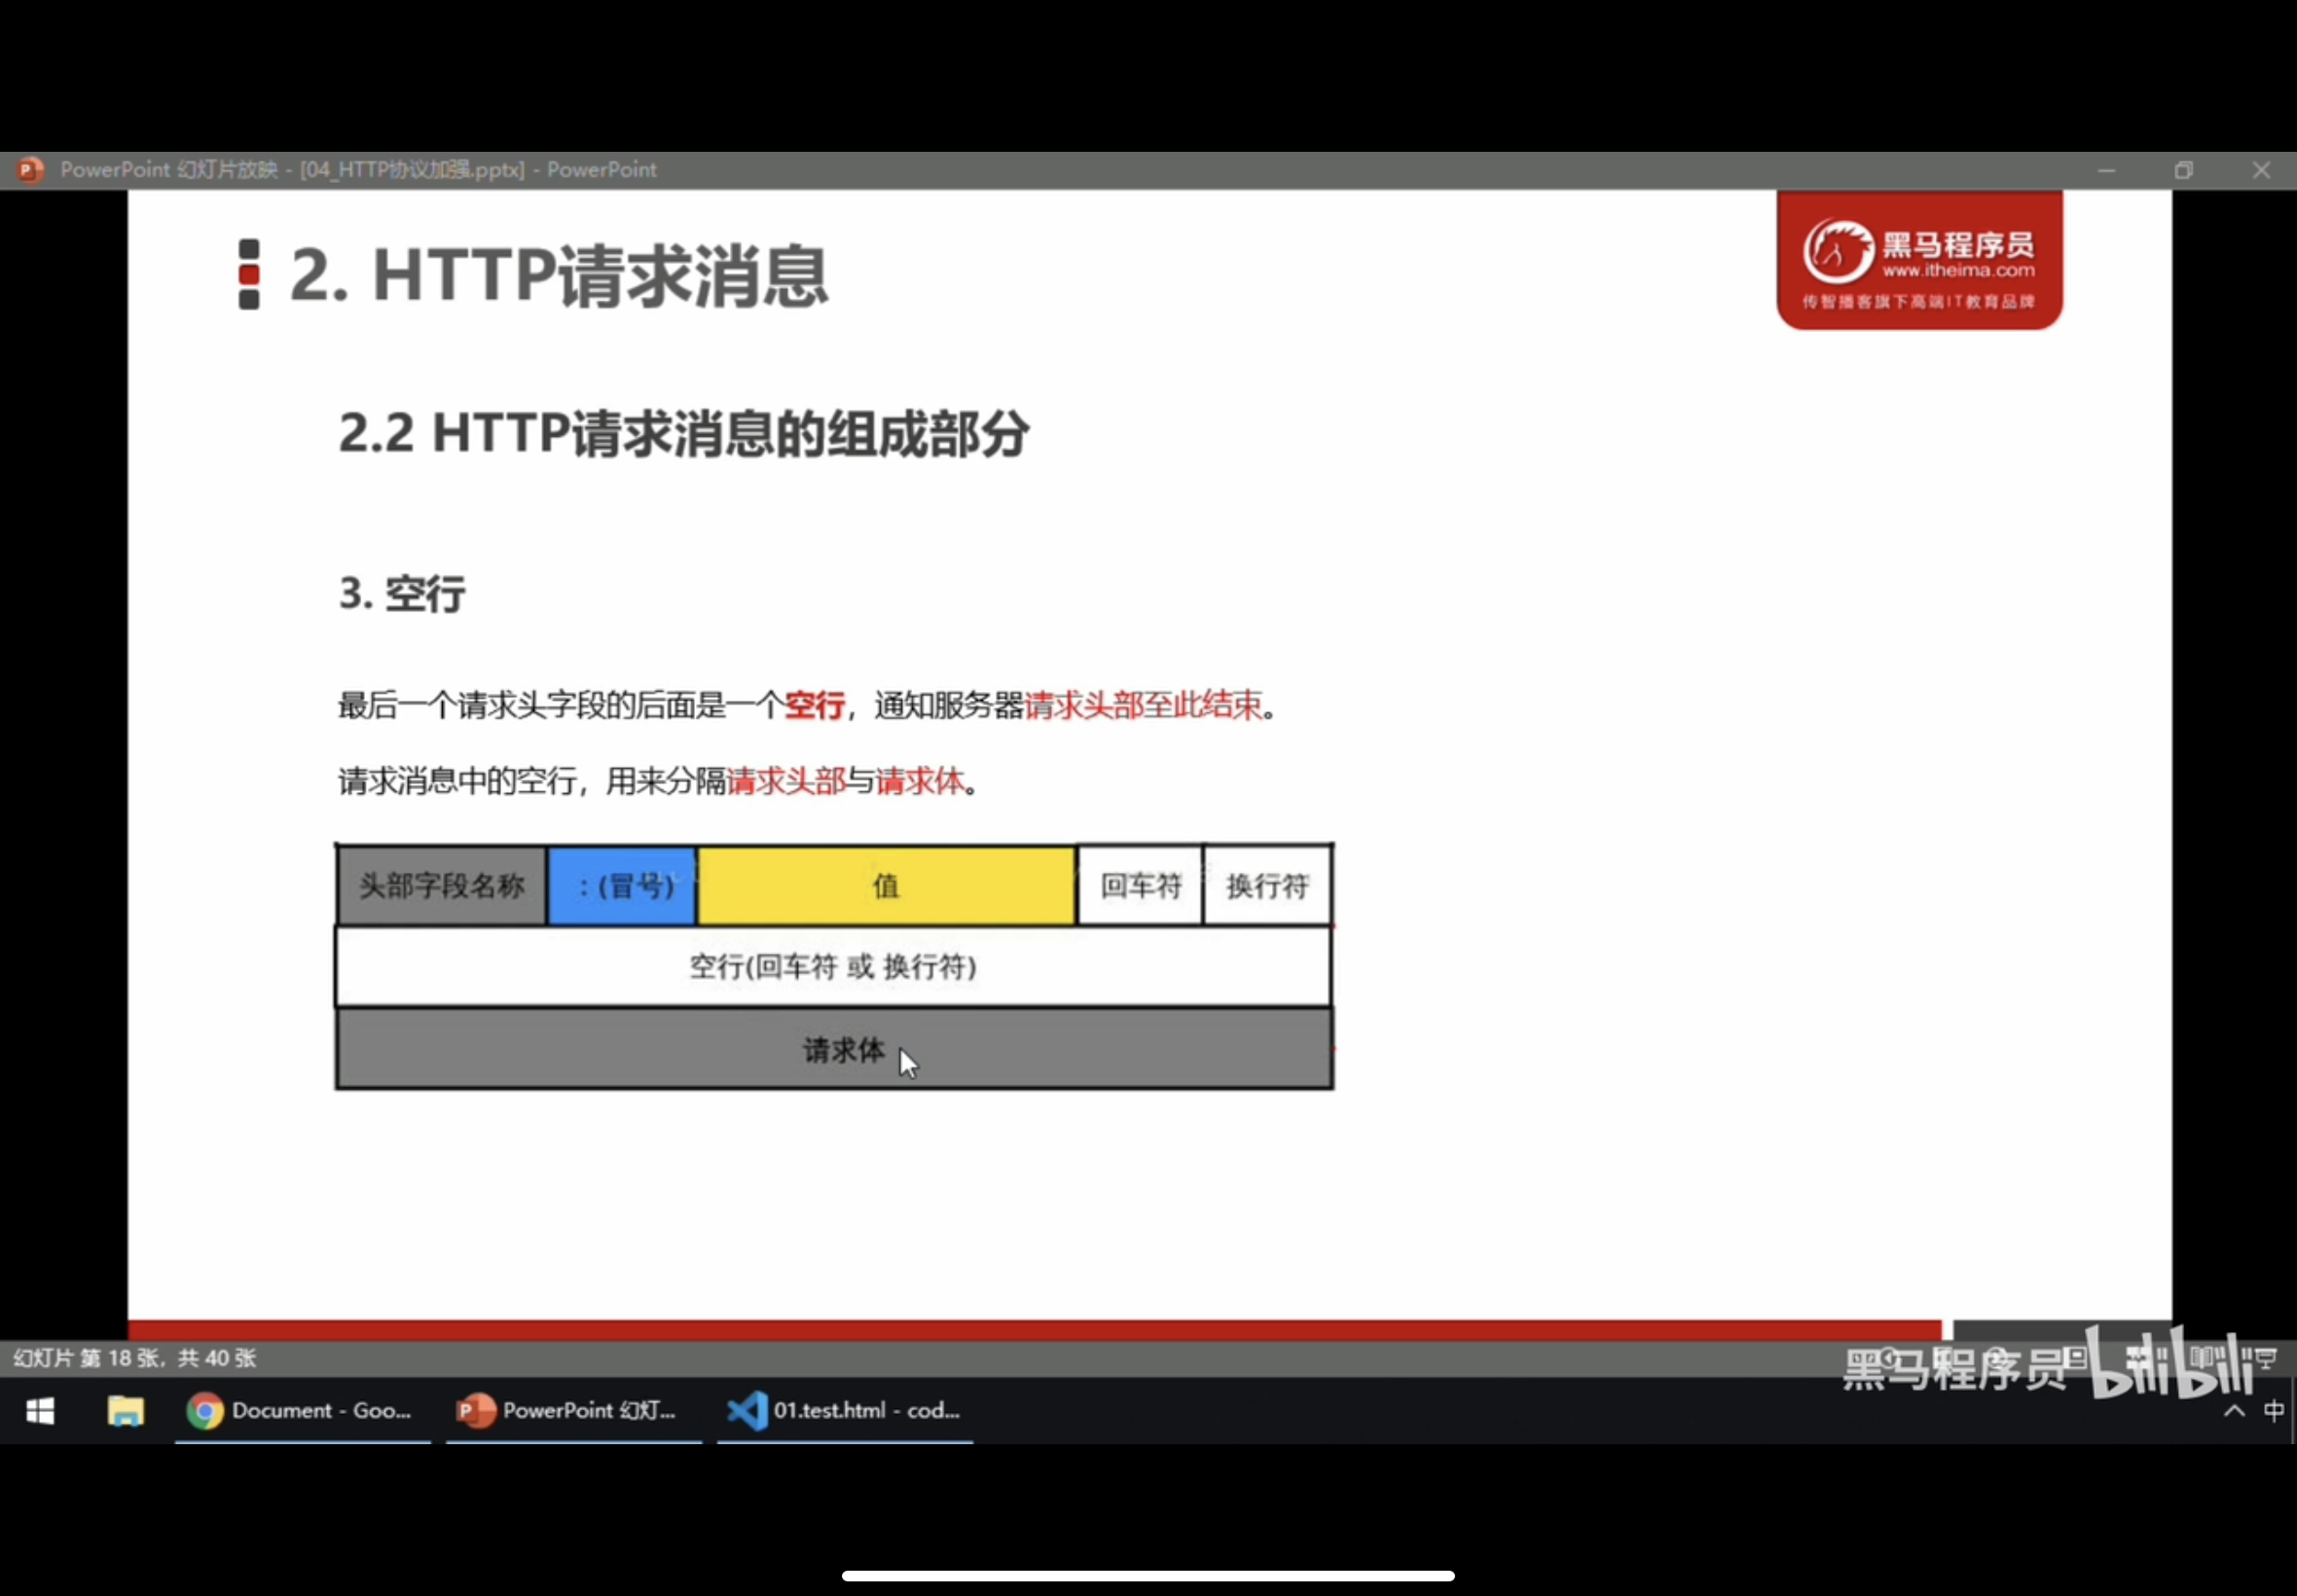 PowerPoint 幻灯片放映 - [04_HTTP协议加强.pptx] - PowerPoint
2. HTTP请求消息
黑马程序员
www.itheima.com
传智播客旗下高端IT教育品牌
2.2 HTTP请求消息的组成部分
3. 空行
最后一个请求头字段的后面是一个空行，通知服务器请求头部至此结束。
请求消息中的空行，用来分隔请求头部与请求体。
头部字段名称 : (冒号) 值 回车符 换行符
空行(回车符 或 换行符)
请求体
幻灯片 第 18 张，共 40 张
黑马程序员 bilibili
Document - Goo...
PowerPoint 幻灯...
01.test.html - cod...
中